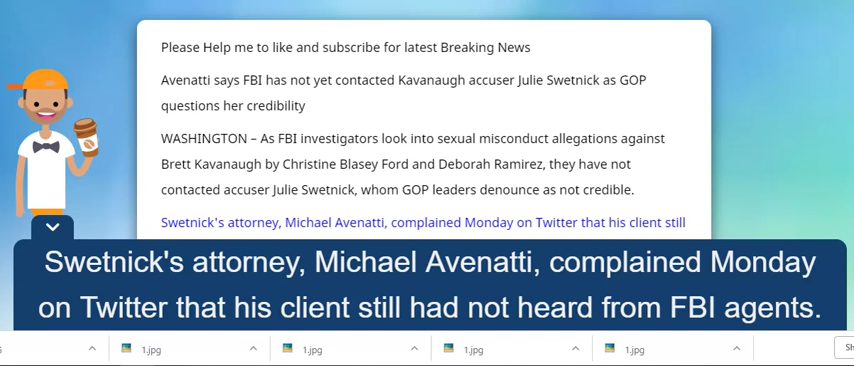 Please Help me to like and subscribe for latest Breaking News
Avenatti says FBI has not yet contacted Kavanaugh accuser Julie Swetnick as GOP
questions her credibility
WASHINGTON – As FBI investigators look into sexual misconduct allegations against
Brett Kavanaugh by Christine Blasey Ford and Deborah Ramirez, they have not
contacted accuser Julie Swetnick, whom GOP leaders denounce as not credible.
Swetnick's attorney, Michael Avenatti, complained Monday on Twitter that his client still
Swetnick's attorney, Michael Avenatti, complained Monday
on Twitter that his client still had not heard from FBI agents.
1.jpg 1.jpg 1.jpg 1.jpg